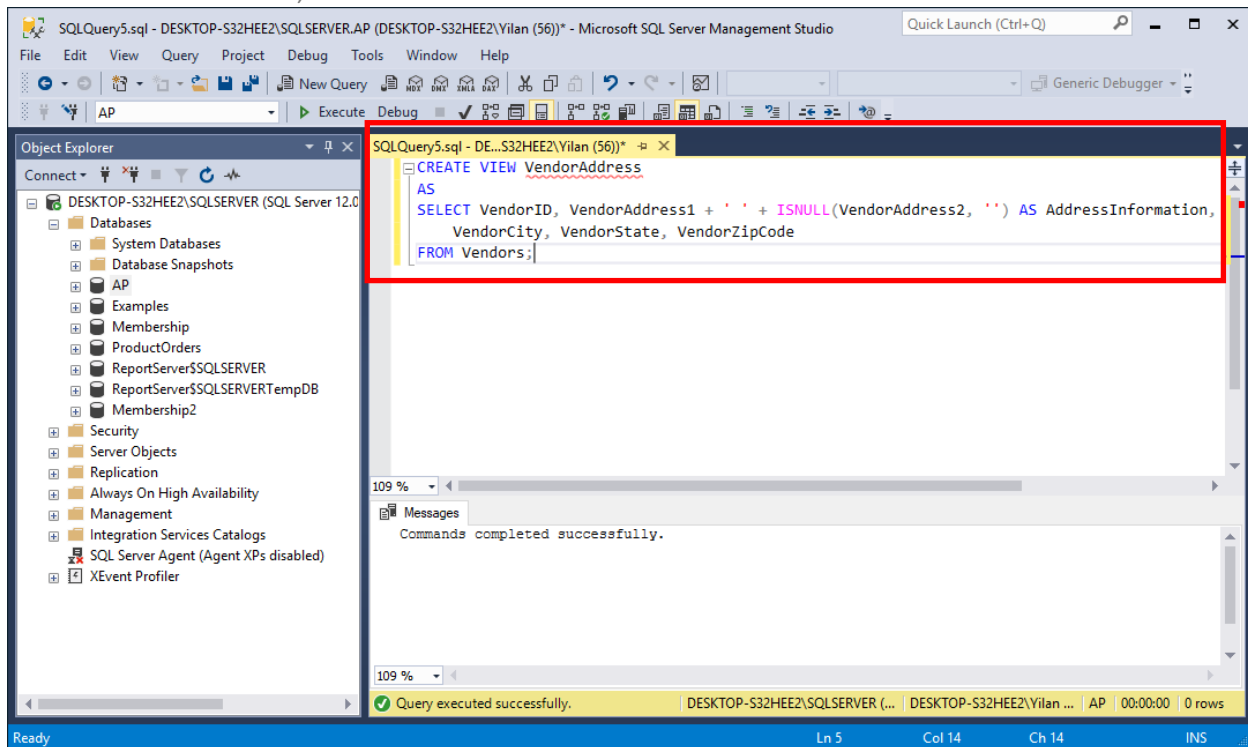 SQLQuery5.sql - DESKTOP-S32HEE2\SQLSERVER.AP (DESKTOP-S32HEE2\Yilan (56))* - Microsoft SQL Server Management Studio
Quick Launch (Ctrl+Q)
File Edit View Query Project Debug Tools Window Help
New Query MDX DMX XMLA DAX Generic Debugger
AP Execute Debug
Object Explorer
SQLQuery5.sql - DE...S32HEE2\Yilan (56))*
Connect
DESKTOP-S32HEE2\SQLSERVER (SQL Server 12.0
Databases
System Databases
Database Snapshots
AP
Examples
Membership
ProductOrders
ReportServer$SQLSERVER
ReportServer$SQLSERVERTempDB
Membership2
Security
Server Objects
Replication
Always On High Availability
Management
Integration Services Catalogs
SQL Server Agent (Agent XPs disabled)
XEvent Profiler
CREATE VIEW VendorAddress
AS
SELECT VendorID, VendorAddress1 + ' ' + ISNULL(VendorAddress2, '') AS AddressInformation,
VendorCity, VendorState, VendorZipCode
FROM Vendors;
109 %
Messages
Commands completed successfully.
109 %
Query executed successfully. DESKTOP-S32HEE2\SQLSERVER (... DESKTOP-S32HEE2\Yilan ... AP 00:00:00 0 rows
Ready Ln 5 Col 14 Ch 14 INS